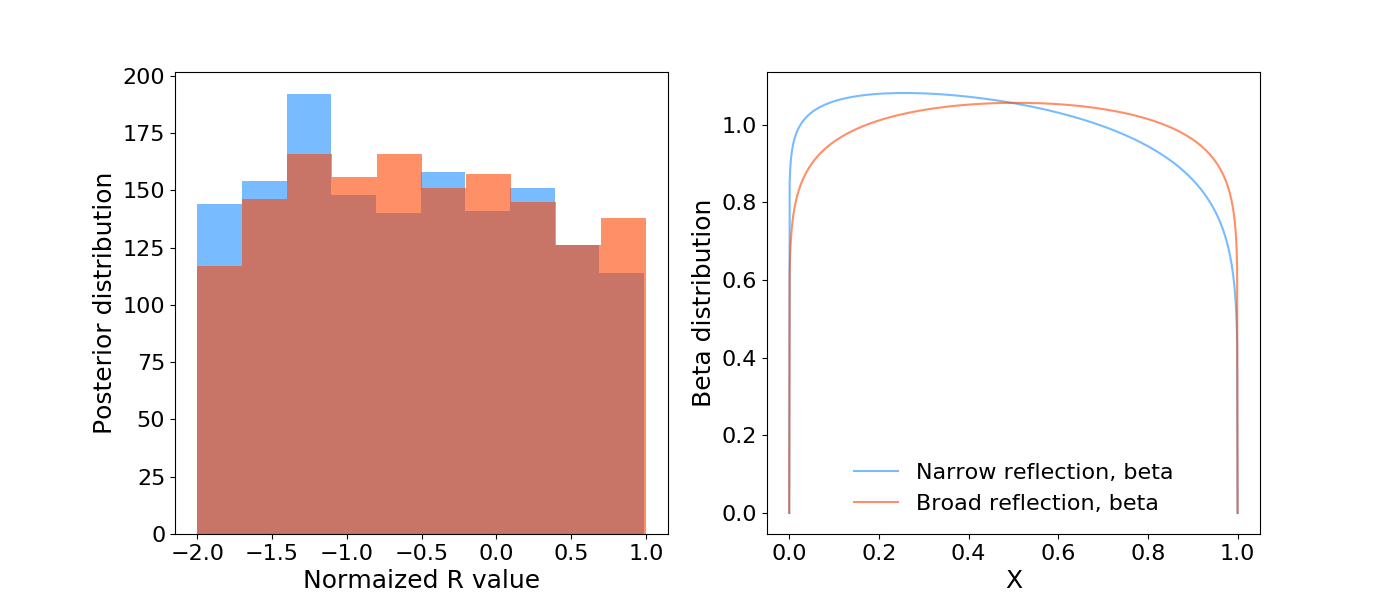 Posterior distribution
200
175
150
125
100
75
50
25
0
−2.0 −1.5 −1.0 −0.5 0.0 0.5 1.0
Normaized R value
Beta distribution
1.0
0.8
0.6
0.4
0.2
0.0
Narrow reflection, beta
Broad reflection, beta
0.0 0.2 0.4 0.6 0.8 1.0
X